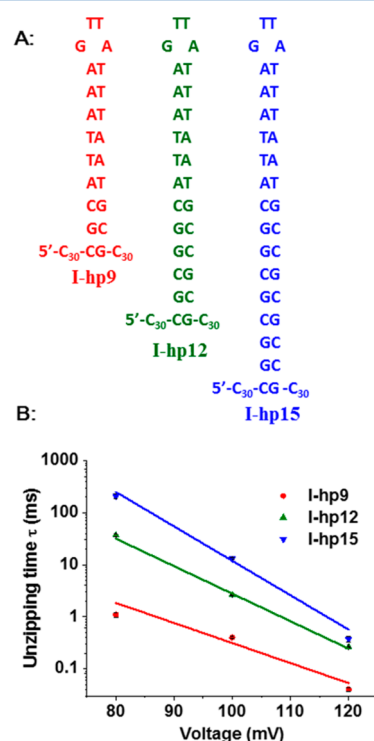 A:
TT
G A
AT
AT
AT
TA
TA
AT
CG
GC
5'-C30-CG-C30
I-hp9
TT
G A
AT
AT
AT
TA
TA
AT
CG
GC
GC
CG
GC
5'-C30-CG-C30
I-hp12
TT
G A
AT
AT
AT
TA
TA
AT
CG
GC
GC
CG
GC
CG
GC
GC
5'-C30-CG -C30
I-hp15
B:
Unzipping time τ (ms)
1000
100
10
1
0.1
I-hp9
I-hp12
I-hp15
80 90 100 110 120
Voltage (mV)